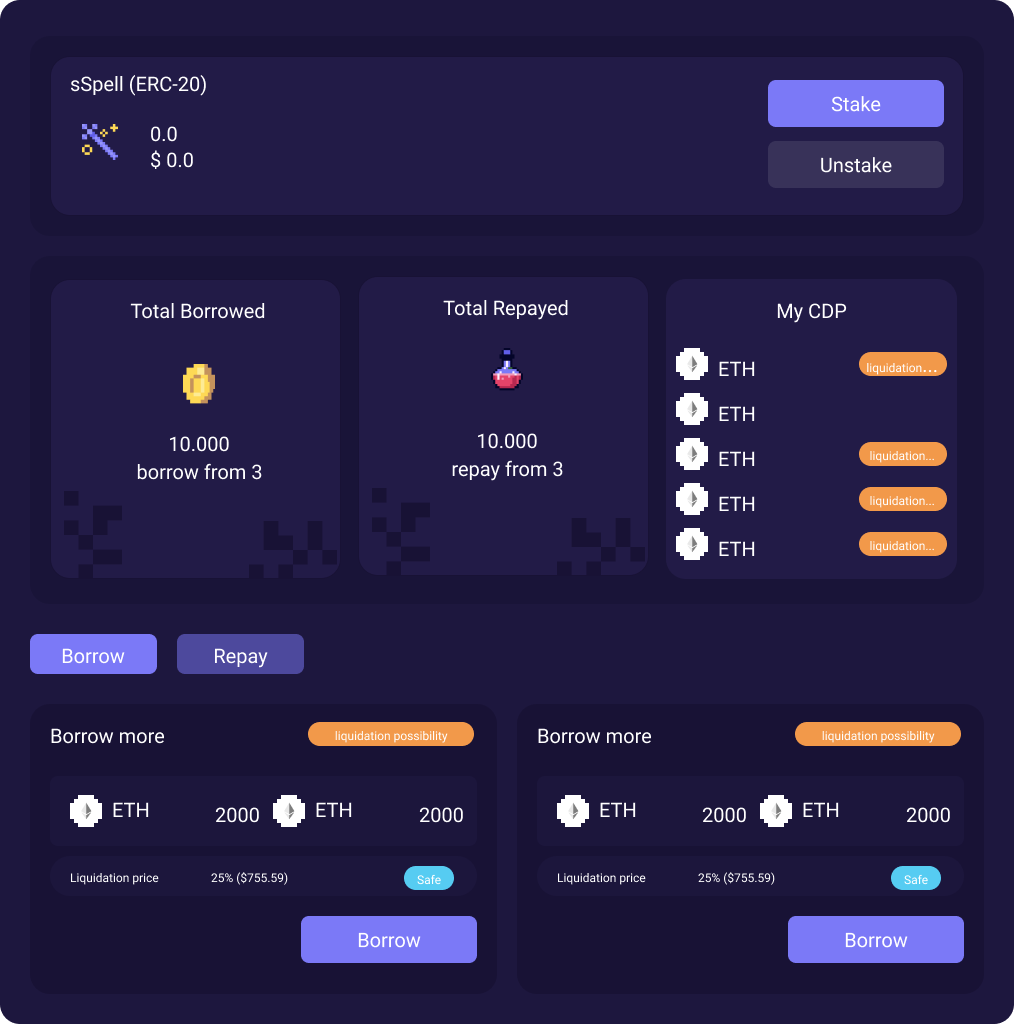 sSpell (ERC-20)
0.0
$ 0.0
Stake
Unstake
Total Borrowed
10.000
borrow from 3
Total Repayed
10.000
repay from 3
My CDP
ETH liquidation...
ETH
ETH liquidation...
ETH liquidation...
ETH liquidation...
Borrow
Repay
Borrow more liquidation possibility
ETH 2000 ETH 2000
Liquidation price 25% ($755.59) Safe
Borrow
Borrow more liquidation possibility
ETH 2000 ETH 2000
Liquidation price 25% ($755.59) Safe
Borrow